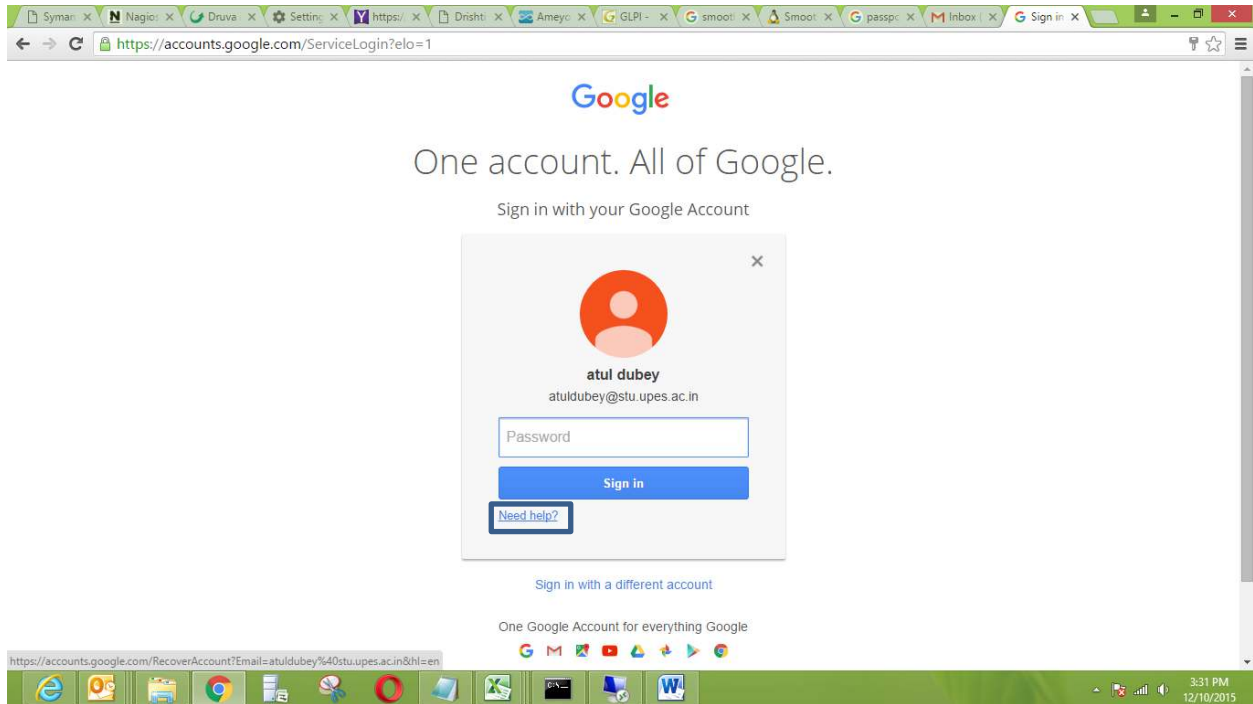 Syman Nagios Druva Setting https:/ Drishti Ameyo GLPI - smooth Smoot passpo Inbox ( Sign in
https://accounts.google.com/ServiceLogin?elo=1
Google
One account. All of Google.
Sign in with your Google Account
atul dubey
atuldubey@stu.upes.ac.in
Password
Sign in
Need help?
Sign in with a different account
One Google Account for everything Google
https://accounts.google.com/RecoverAccount?Email=atuldubey%40stu.upes.ac.in&hl=en
3:31 PM
12/10/2015